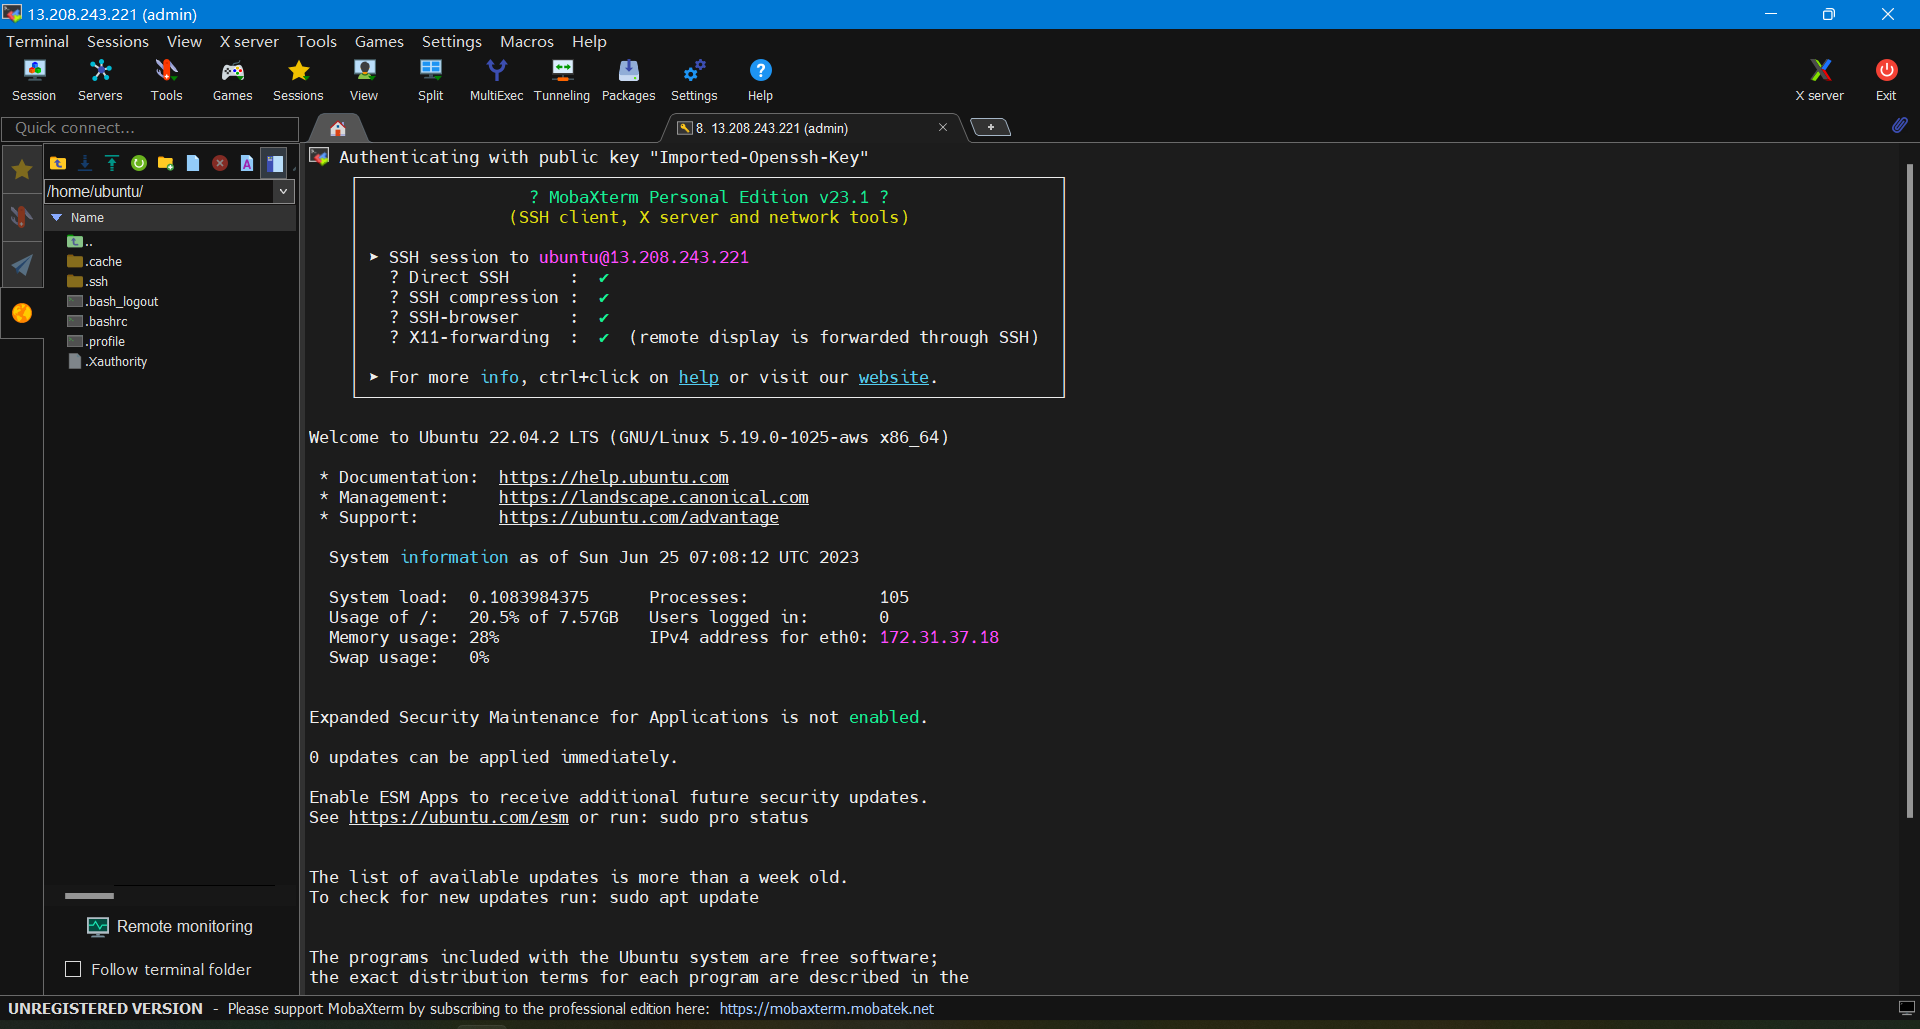 13.208.243.221 (admin)
Terminal Sessions View X server Tools Games Settings Macros Help
Session Servers Tools Games Sessions View Split MultiExec Tunneling Packages Settings Help X server Exit
Quick connect...
8. 13.208.243.221 (admin)
/home/ubuntu/
Name
..
.cache
.ssh
.bash_logout
.bashrc
.profile
.Xauthority
Remote monitoring
Follow terminal folder
Authenticating with public key "Imported-Openssh-Key"
? MobaXterm Personal Edition v23.1 ?
(SSH client, X server and network tools)
➤ SSH session to ubuntu@13.208.243.221
? Direct SSH : ✔
? SSH compression : ✔
? SSH-browser : ✔
? X11-forwarding : ✔ (remote display is forwarded through SSH)
➤ For more info, ctrl+click on help or visit our website.
Welcome to Ubuntu 22.04.2 LTS (GNU/Linux 5.19.0-1025-aws x86_64)
* Documentation: https://help.ubuntu.com
* Management: https://landscape.canonical.com
* Support: https://ubuntu.com/advantage
System information as of Sun Jun 25 07:08:12 UTC 2023
System load: 0.1083984375 Processes: 105
Usage of /: 20.5% of 7.57GB Users logged in: 0
Memory usage: 28% IPv4 address for eth0: 172.31.37.18
Swap usage: 0%
Expanded Security Maintenance for Applications is not enabled.
0 updates can be applied immediately.
Enable ESM Apps to receive additional future security updates.
See https://ubuntu.com/esm or run: sudo pro status
The list of available updates is more than a week old.
To check for new updates run: sudo apt update
The programs included with the Ubuntu system are free software;
the exact distribution terms for each program are described in the
UNREGISTERED VERSION - Please support MobaXterm by subscribing to the professional edition here: https://mobaxterm.mobatek.net